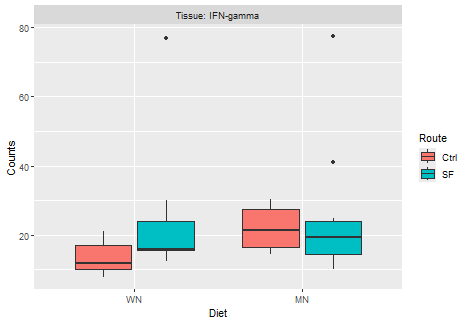 Tissue: IFN-gamma
80
60
40
20
Counts
WN
MN
Diet
Route
Ctrl
SF